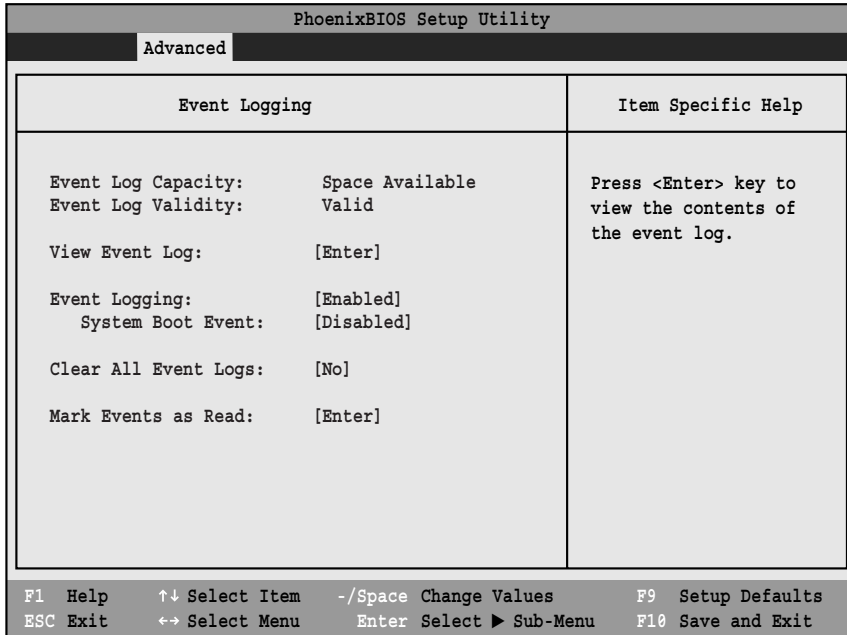 PhoenixBIOS Setup Utility
Advanced
Event Logging
Item Specific Help
Event Log Capacity: Space Available
Event Log Validity: Valid
View Event Log: [Enter]
Event Logging: [Enabled]
System Boot Event: [Disabled]
Clear All Event Logs: [No]
Mark Events as Read: [Enter]
Press <Enter> key to
view the contents of
the event log.
F1 Help ↑↓ Select Item -/Space Change Values F9 Setup Defaults
ESC Exit ←→ Select Menu Enter Select ▶ Sub-Menu F10 Save and Exit